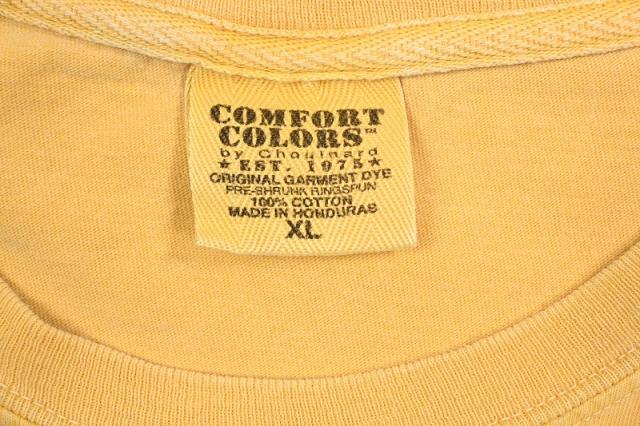 COMFORT
COLORS™
by Chouinard
★ EST. 1975 ★
ORIGINAL GARMENT DYE
PRE-SHRUNK RINGSPUN
100% COTTON
MADE IN HONDURAS
XL